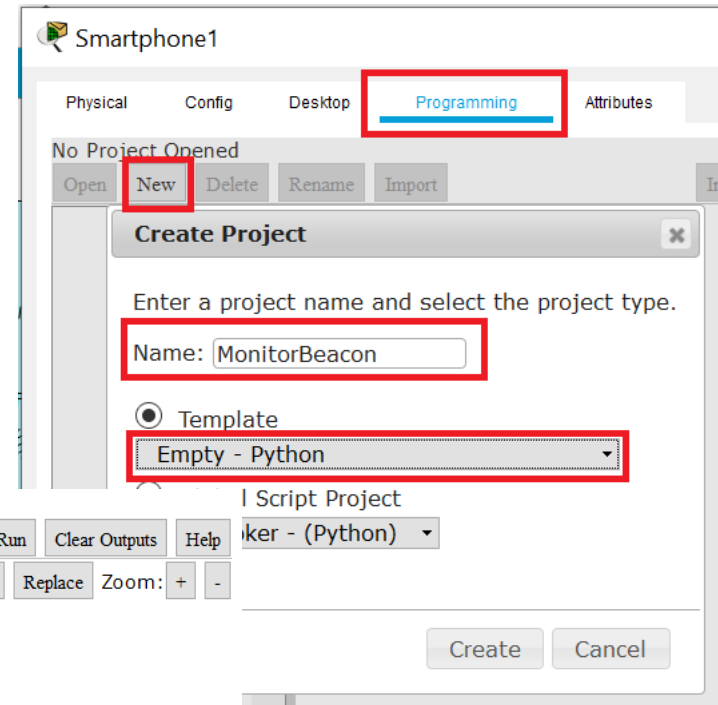 Smartphone1
Physical Config Desktop Programming Attributes
No Project Opened
Open New Delete Rename Import
Create Project
Enter a project name and select the project type.
Name: MonitorBeacon
Template
Empty - Python
Script Project
Run Clear Outputs Help
(Python)
Replace Zoom: + -
Create Cancel